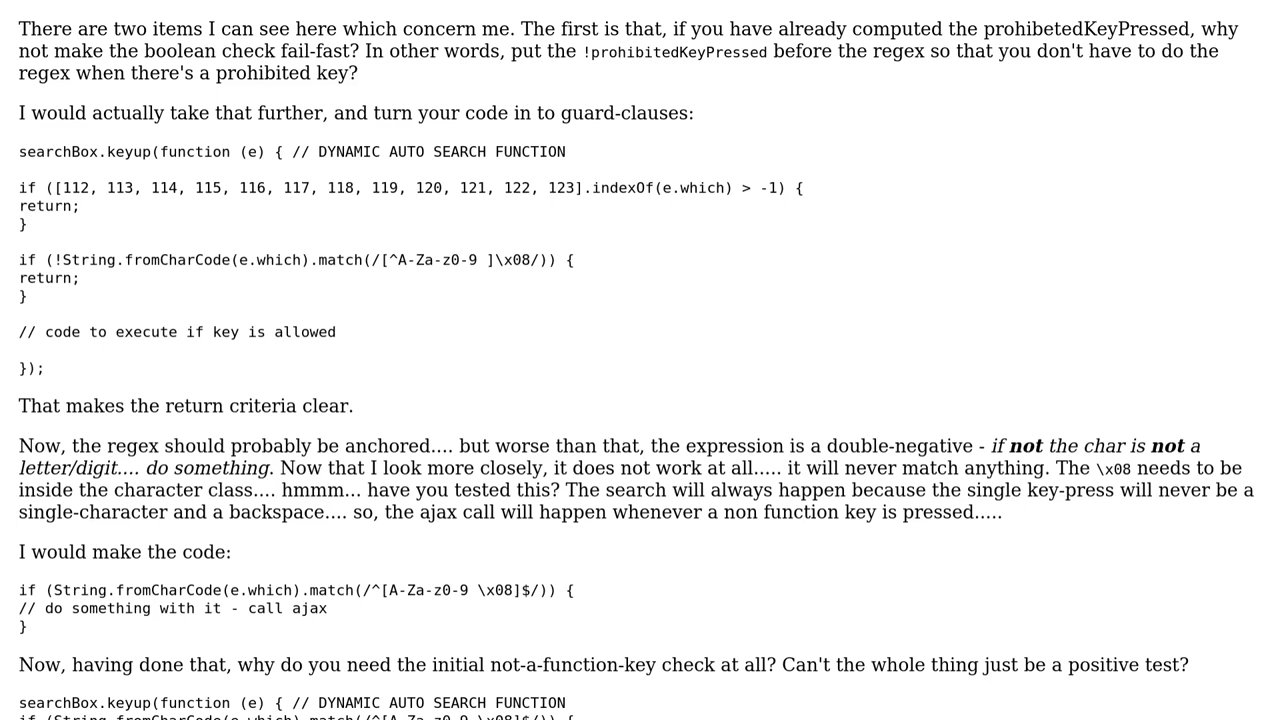 There are two items I can see here which concern me. The first is that, if you have already computed the prohibetedKeyPressed, why
not make the boolean check fail-fast? In other words, put the !prohibitedKeyPressed before the regex so that you don't have to do the
regex when there's a prohibited key?
I would actually take that further, and turn your code in to guard-clauses:
searchBox.keyup(function (e) { // DYNAMIC AUTO SEARCH FUNCTION
if ([112, 113, 114, 115, 116, 117, 118, 119, 120, 121, 122, 123].indexOf(e.which) > -1) {
return;
}
if (!String.fromCharCode(e.which).match(/[^A-Za-z0-9 ]\x08/)) {
return;
}
// code to execute if key is allowed
});
That makes the return criteria clear.
Now, the regex should probably be anchored.... but worse than that, the expression is a double-negative - if not the char is not a
letter/digit.... do something. Now that I look more closely, it does not work at all..... it will never match anything. The \x08 needs to be
inside the character class.... hmmm... have you tested this? The search will always happen because the single key-press will never be a
single-character and a backspace.... so, the ajax call will happen whenever a non function key is pressed.....
I would make the code:
if (String.fromCharCode(e.which).match(/^[A-Za-z0-9 \x08]$/)) {
// do something with it - call ajax
}
Now, having done that, why do you need the initial not-a-function-key check at all? Can't the whole thing just be a positive test?
searchBox.keyup(function (e) { // DYNAMIC AUTO SEARCH FUNCTION
if (String.fromCharCode(e.which).match(/^[A-Za-z0-9 \x08]$/)) {